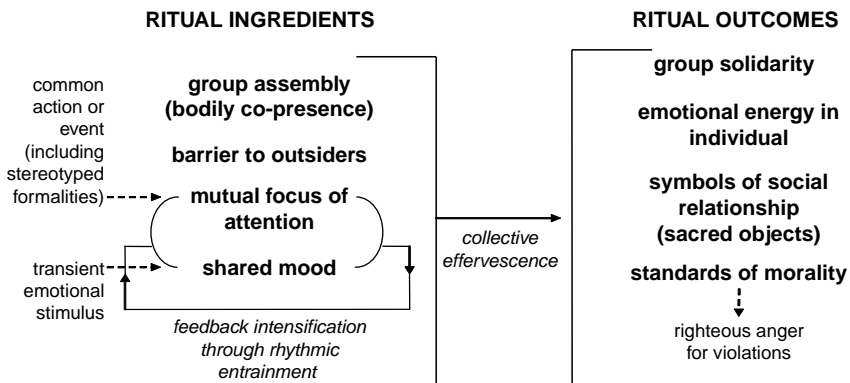 RITUAL INGREDIENTS
common
action or
event
(including
stereotyped
formalities)
transient
emotional
stimulus
group assembly
(bodily co-presence)
barrier to outsiders
mutual focus of
attention
shared mood
feedback intensification
through rhythmic
entrainment
collective
effervescence
RITUAL OUTCOMES
group solidarity
emotional energy in
individual
symbols of social
relationship
(sacred objects)
standards of morality
righteous anger
for violations